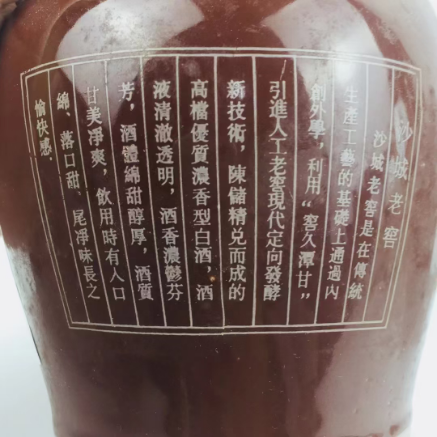 沙城老窖
沙城老窖是在傳統
生產工藝的基礎上通過内
創外學，利用“窖久潭甘”
引進人工老窖現代定向發酵
新技術，陳儲精兌而成的
高檔優質濃香型白酒，酒
液清澈透明，酒香濃鬱芬
芳，酒體綿甜醇厚，酒質
甘美凈爽，飲用時有入口
綿、落口甜、尾凈味長之
愉快感。